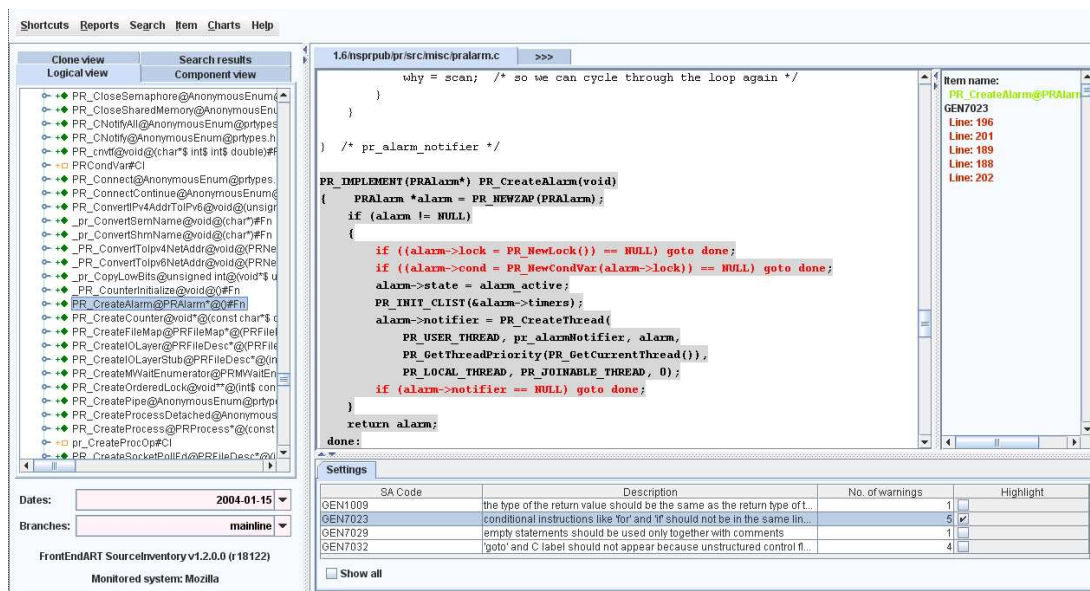 Shortcuts Reports Search Item Charts Help
Clone view Search results
Logical view Component view
PR_CloseSemaphore@AnonymousEnum@
PR_CloseSharedMemory@AnonymousEnu
PR_CNotifyAll@AnonymousEnum@prtypes
PR_CNotify@AnonymousEnum@prtypes.h
PR_cnvtf@void@(char*$ int$ int$ double)#F
PRCondVar#Cl
PR_Connect@AnonymousEnum@prtypes.
PR_ConnectContinue@AnonymousEnum@
PR_ConvertIPv4AddrToIPv6@void@(unsign
_pr_ConvertSemName@void@(char*)#Fn
_pr_ConvertShmName@void@(char*)#Fn
_PR_ConvertToIpv4NetAddr@void@(PRNe
_PR_ConvertToIpv6NetAddr@void@(PRNe
_pr_CopyLowBits@unsigned int@(void*$ u
_PR_CounterInitialize@void@()#Fn
PR_CreateAlarm@PRAlarm*@()#Fn
PR_CreateCounter@void*@(const char*$ c
PR_CreateFileMap@PRFileMap*@(PRFileI
PR_CreateIOLayer@PRFileDesc*@(PRFile
PR_CreateIOLayerStub@PRFileDesc*@(in
PR_CreateMWaitEnumerator@PRMWaitEn
PR_CreateOrderedLock@void**@(int$ con
PR_CreatePipe@AnonymousEnum@prtyp
PR_CreateProcessDetached@Anonymous
PR_CreateProcess@PRProcess*@(const
pr_CreateProcOp#Cl
PR_CreateSocketPollFd@PRFileDesc*@(i
Dates: 2004-01-15
Branches: mainline
FrontEndART SourceInventory v1.2.0.0 (r18122)
Monitored system: Mozilla
1.6/nsprpub/pr/src/misc/pralarm.c >>>
why = scan; /* so we can cycle through the loop again */
}
}
} /* pr_alarm_notifier */
PR_IMPLEMENT(PRAlarm*) PR_CreateAlarm(void)
{ PRAlarm *alarm = PR_NEWZAP(PRAlarm);
if (alarm != NULL)
{
if ((alarm->lock = PR_NewLock()) == NULL) goto done;
if ((alarm->cond = PR_NewCondVar(alarm->lock)) == NULL) goto done;
alarm->state = alarm_active;
PR_INIT_CLIST(&alarm->timers);
alarm->notifier = PR_CreateThread(
PR_USER_THREAD, pr_alarmNotifier, alarm,
PR_GetThreadPriority(PR_GetCurrentThread()),
PR_LOCAL_THREAD, PR_JOINABLE_THREAD, 0);
if (alarm->notifier == NULL) goto done;
}
return alarm;
done:
Item name:
PR_CreateAlarm@PRAlarm
GEN7023
Line: 196
Line: 201
Line: 189
Line: 188
Line: 202
Settings
SA Code Description No. of warnings Highlight
GEN1009 the type of the return value should be the same as the return type of t... 1
GEN7023 conditional instructions like 'for' and 'if' should not be in the same lin... 5
GEN7029 empty statements should be used only together with comments 1
GEN7032 'goto' and C label should not appear because unstructured control fl... 4
Show all